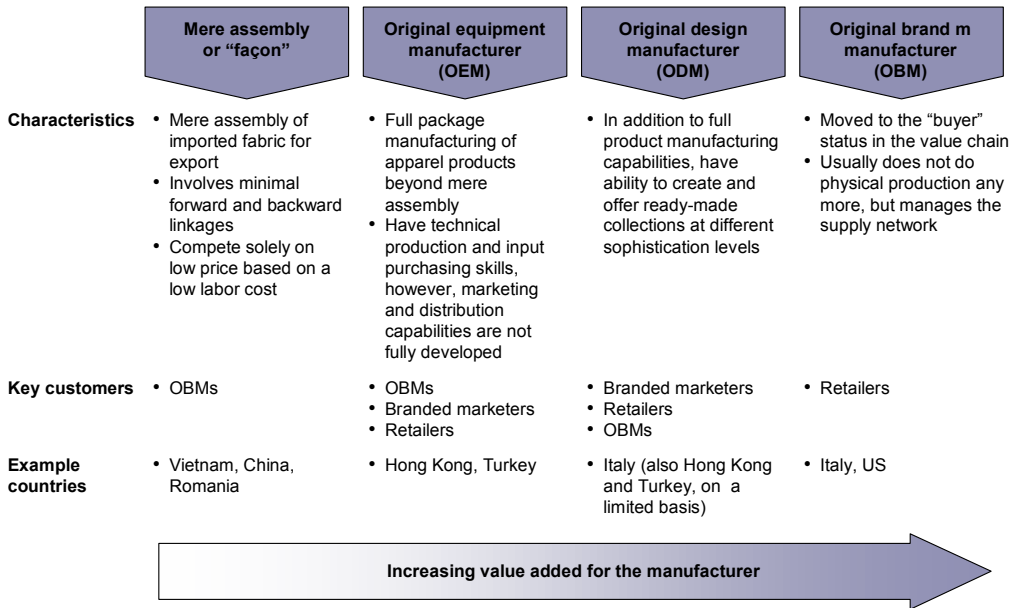 Mere assembly
or “façon”
Original equipment
manufacturer
(OEM)
Original design
manufacturer
(ODM)
Original brand m
manufacturer
(OBM)
Characteristics
• Mere assembly of
imported fabric for
export
• Involves minimal
forward and backward
linkages
• Compete solely on
low price based on a
low labor cost
• Full package
manufacturing of
apparel products
beyond mere
assembly
• Have technical
production and input
purchasing skills,
however, marketing
and distribution
capabilities are not
fully developed
• In addition to full
product manufacturing
capabilities, have
ability to create and
offer ready-made
collections at different
sophistication levels
• Moved to the “buyer”
status in the value chain
• Usually does not do
physical production any
more, but manages the
supply network
Key customers
• OBMs
• OBMs
• Branded marketers
• Retailers
• Branded marketers
• Retailers
• OBMs
• Retailers
Example
countries
• Vietnam, China,
Romania
• Hong Kong, Turkey
• Italy (also Hong Kong
and Turkey, on a
limited basis)
• Italy, US
Increasing value added for the manufacturer